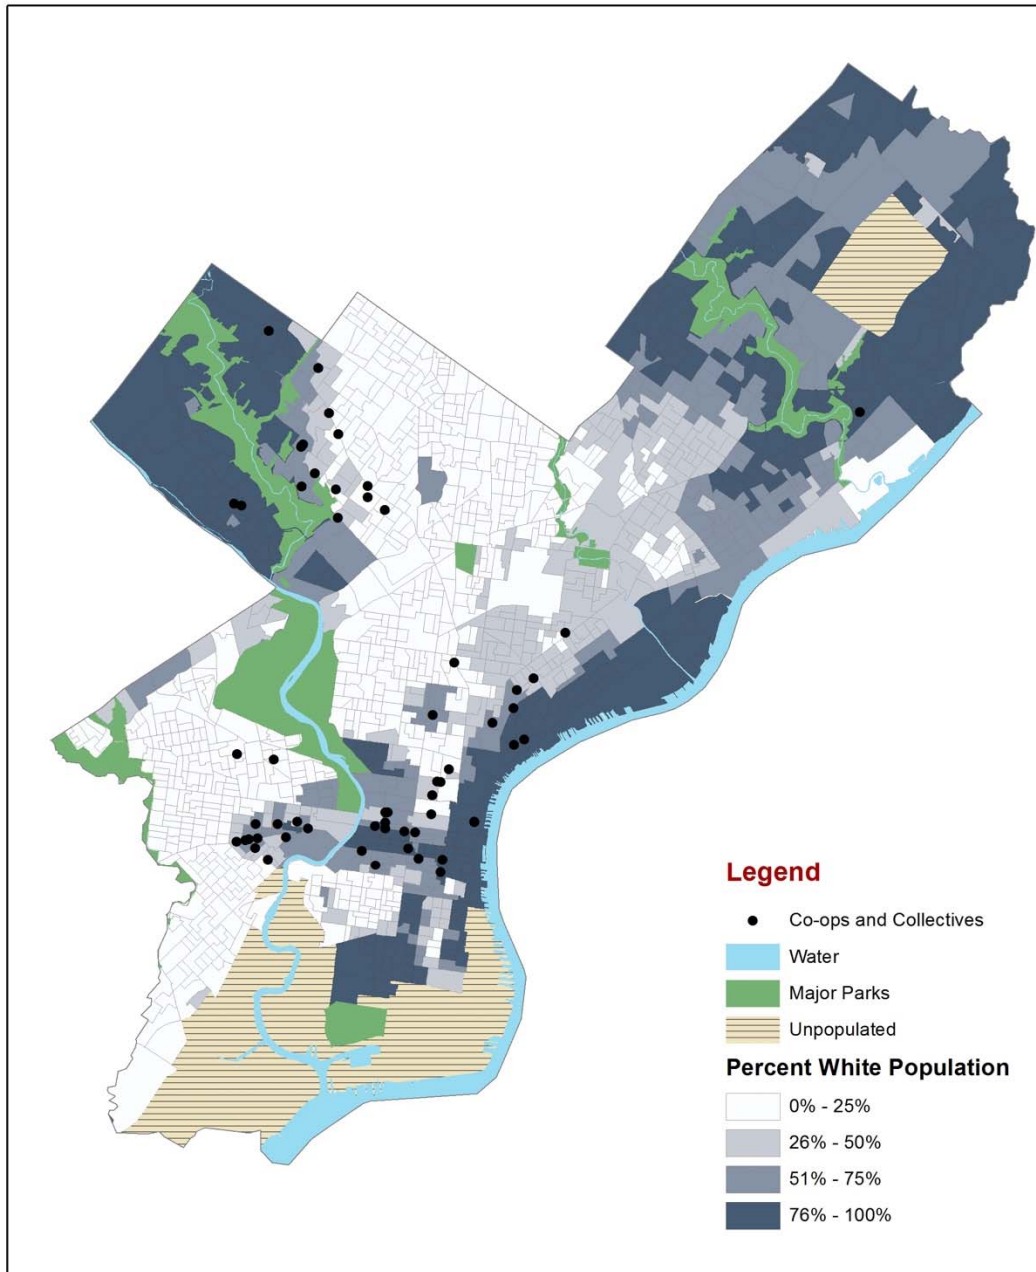 Legend
Co-ops and Collectives
Water
Major Parks
Unpopulated
Percent White Population
0% - 25%
26% - 50%
51% - 75%
76% - 100%